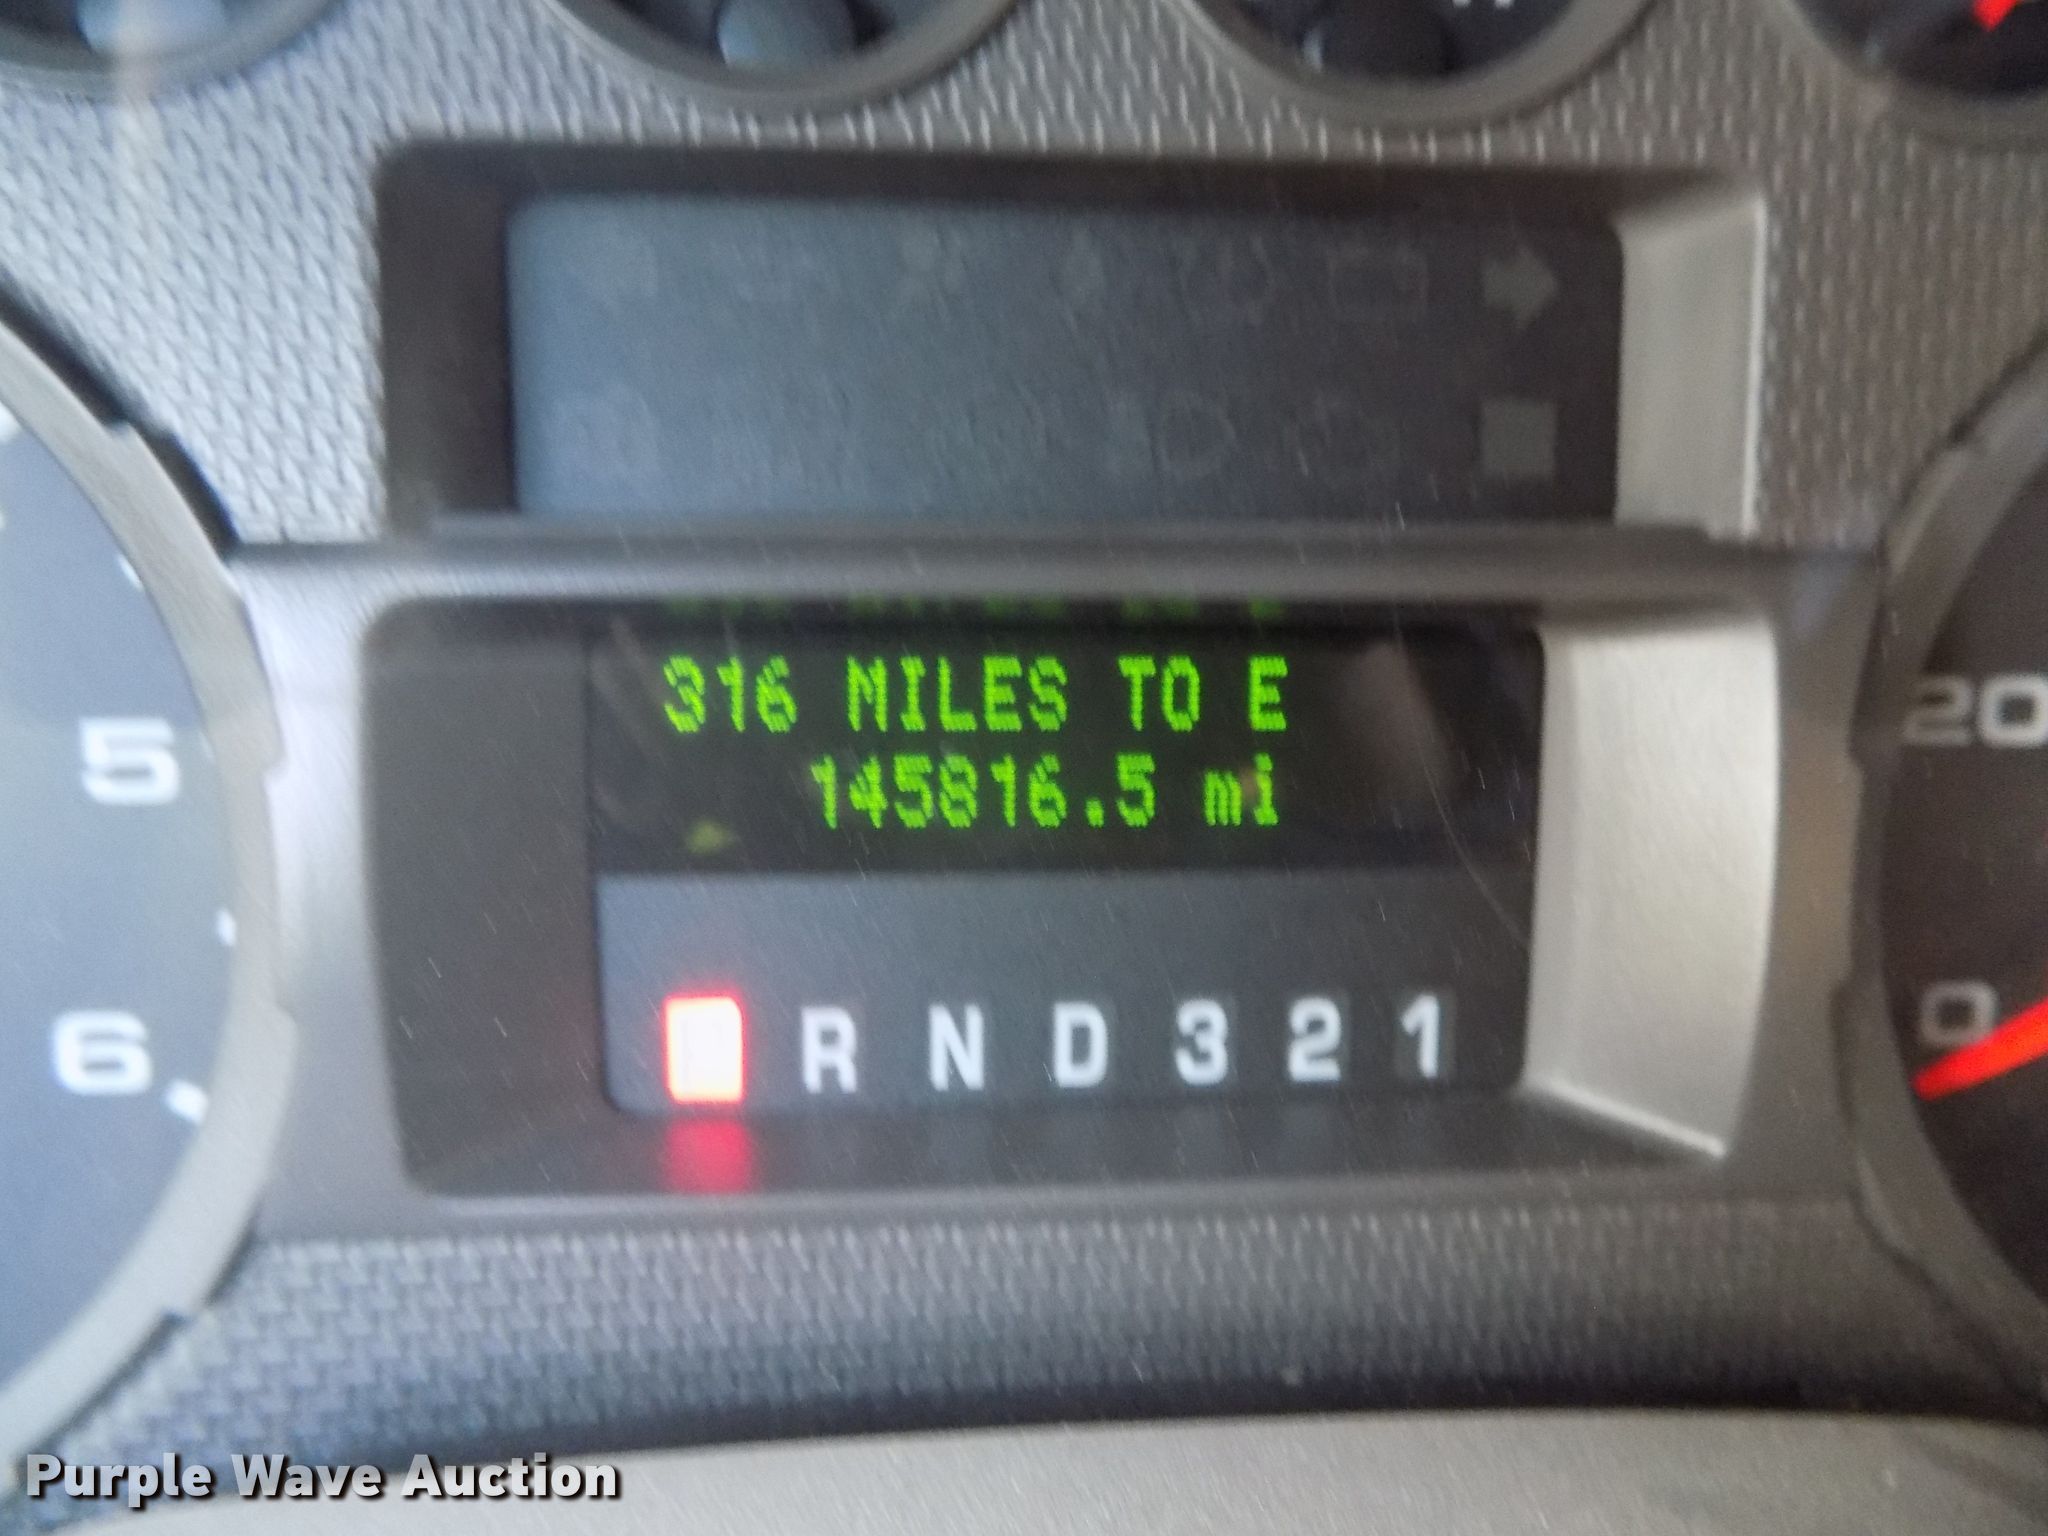 316 MILES TO E
145816.5 mi
P R N D 3 2 1
5
6
20
0
Purple Wave Auction